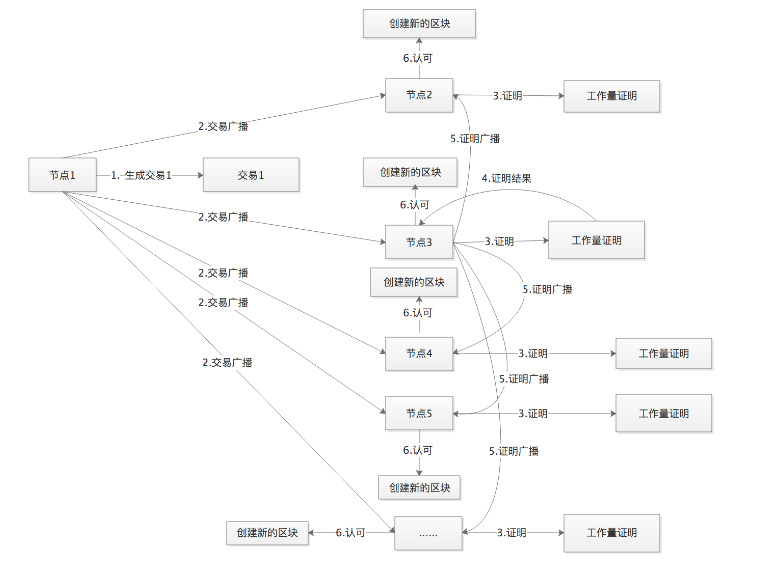 创建新的区块
6.认可
节点2
3.证明
工作量证明
2.交易广播
5.证明广播
节点1
1. 生成交易1
交易1
创建新的区块
4.证明结果
6.认可
2.交易广播
节点3
3.证明
工作量证明
2.交易广播
创建新的区块
5.证明广播
2.交易广播
6.认可
节点4
3.证明
工作量证明
2.交易广播
5.证明广播
节点5
3.证明
工作量证明
6.认可
5.证明广播
创建新的区块
创建新的区块
6.认可
......
3.证明
工作量证明